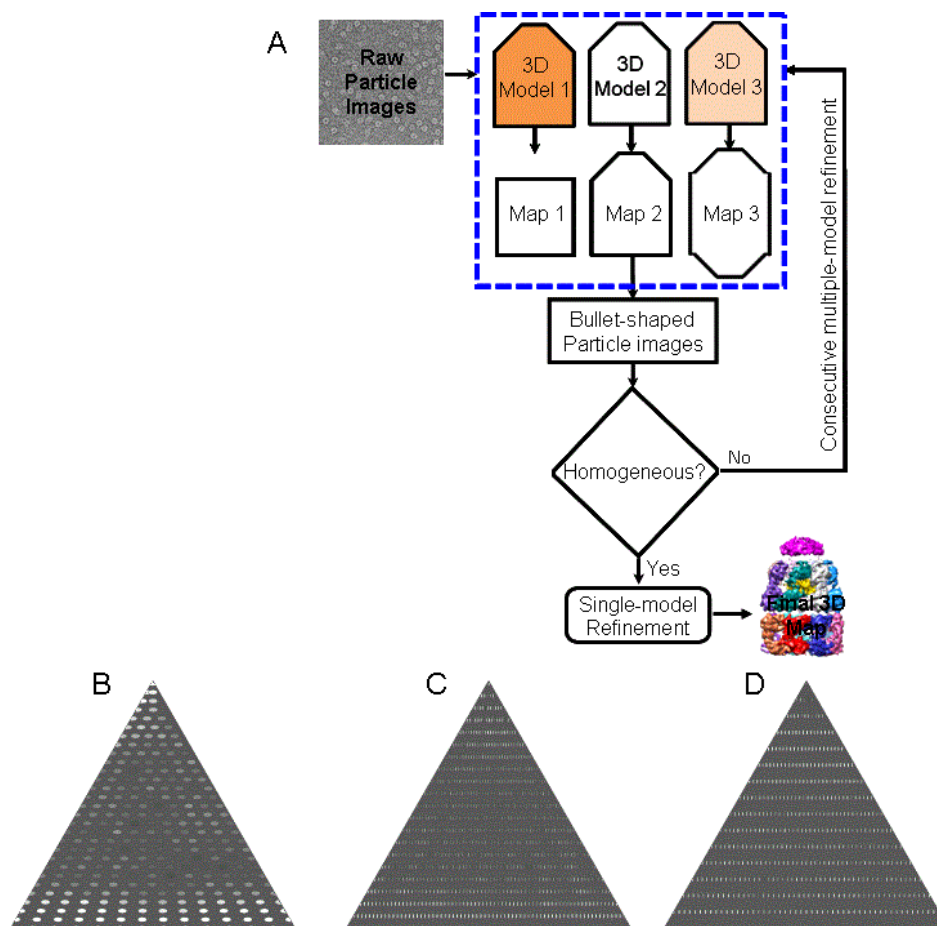 A
Raw
Particle
Images
3D
Model 1
3D
Model 2
3D
Model 3
Map 1
Map 2
Map 3
Consecutive multiple-model refinement
Bullet-shaped
Particle images
Homogeneous?
No
Yes
Single-model
Refinement
Final 3D
Map
B
C
D